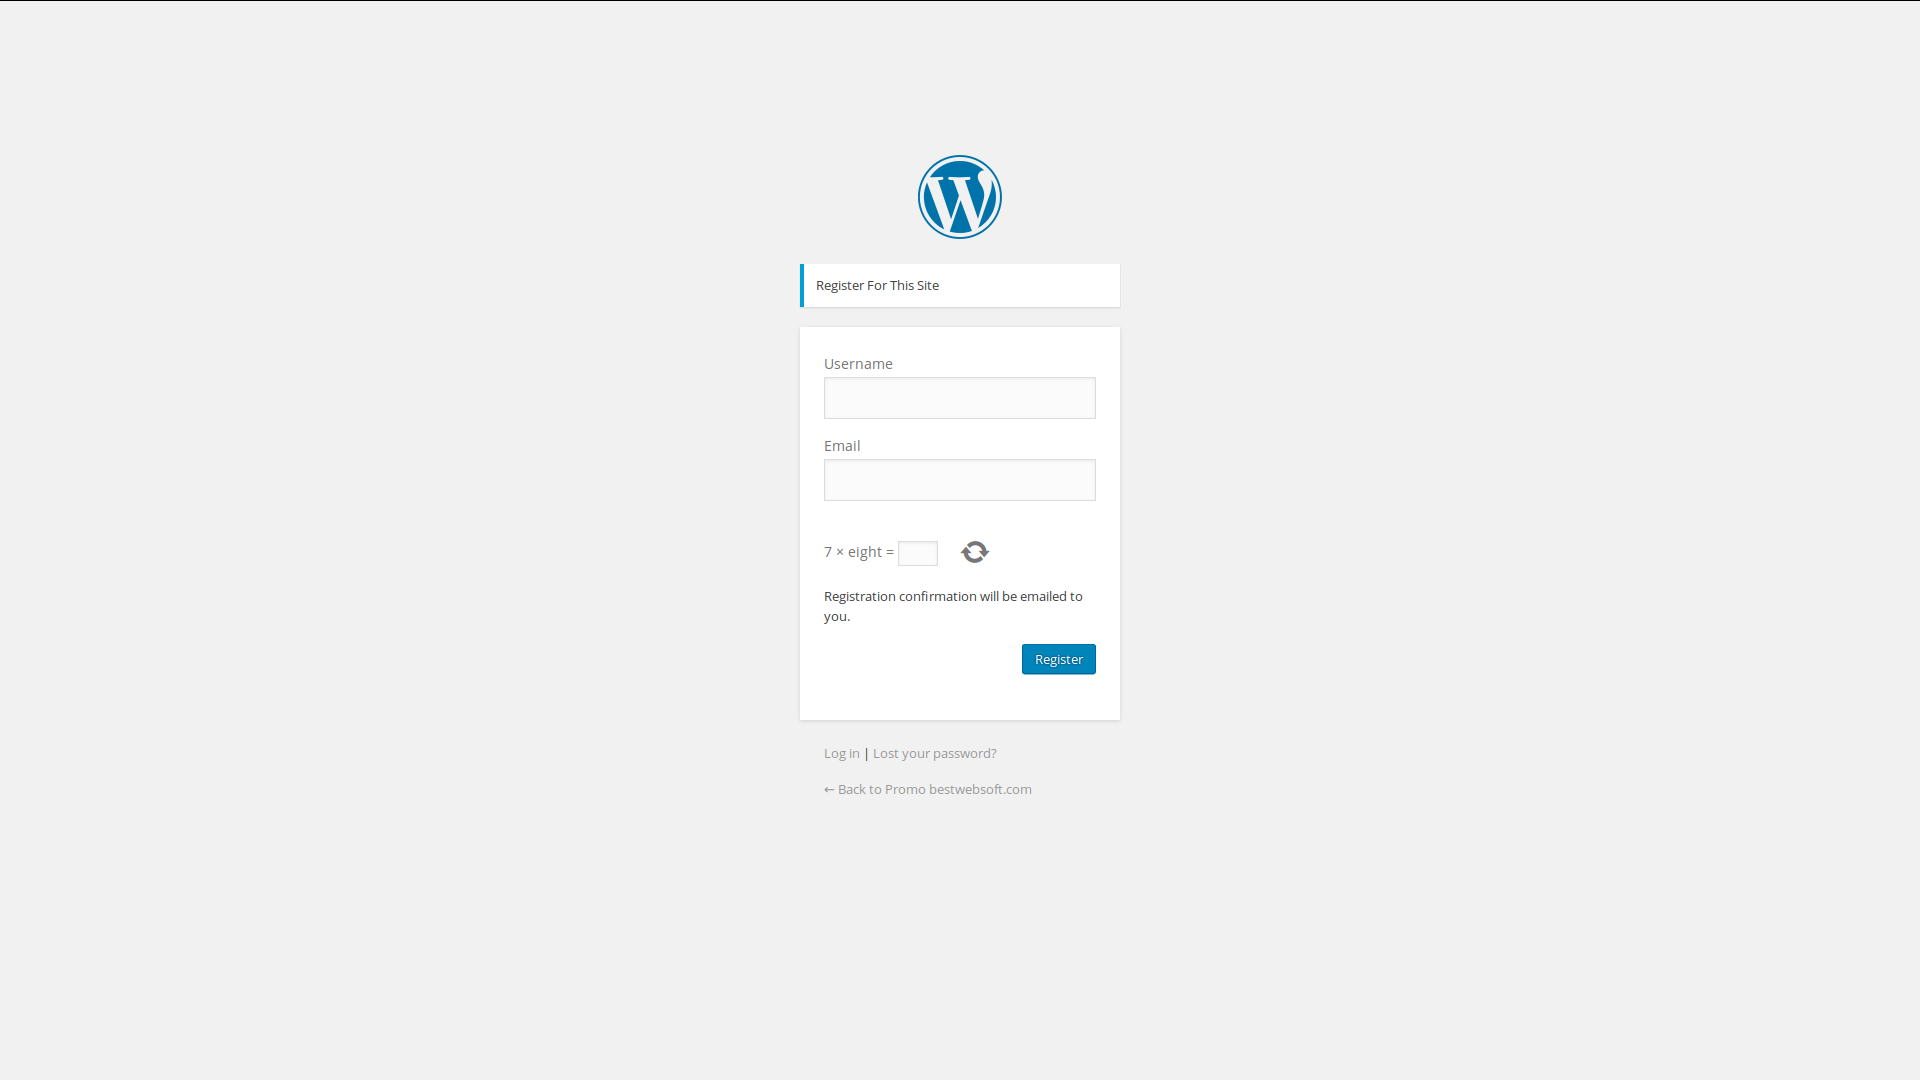 Register For This Site
Username
Email
7 × eight =
Registration confirmation will be emailed to
you.
Register
Log in | Lost your password?
← Back to Promo bestwebsoft.com